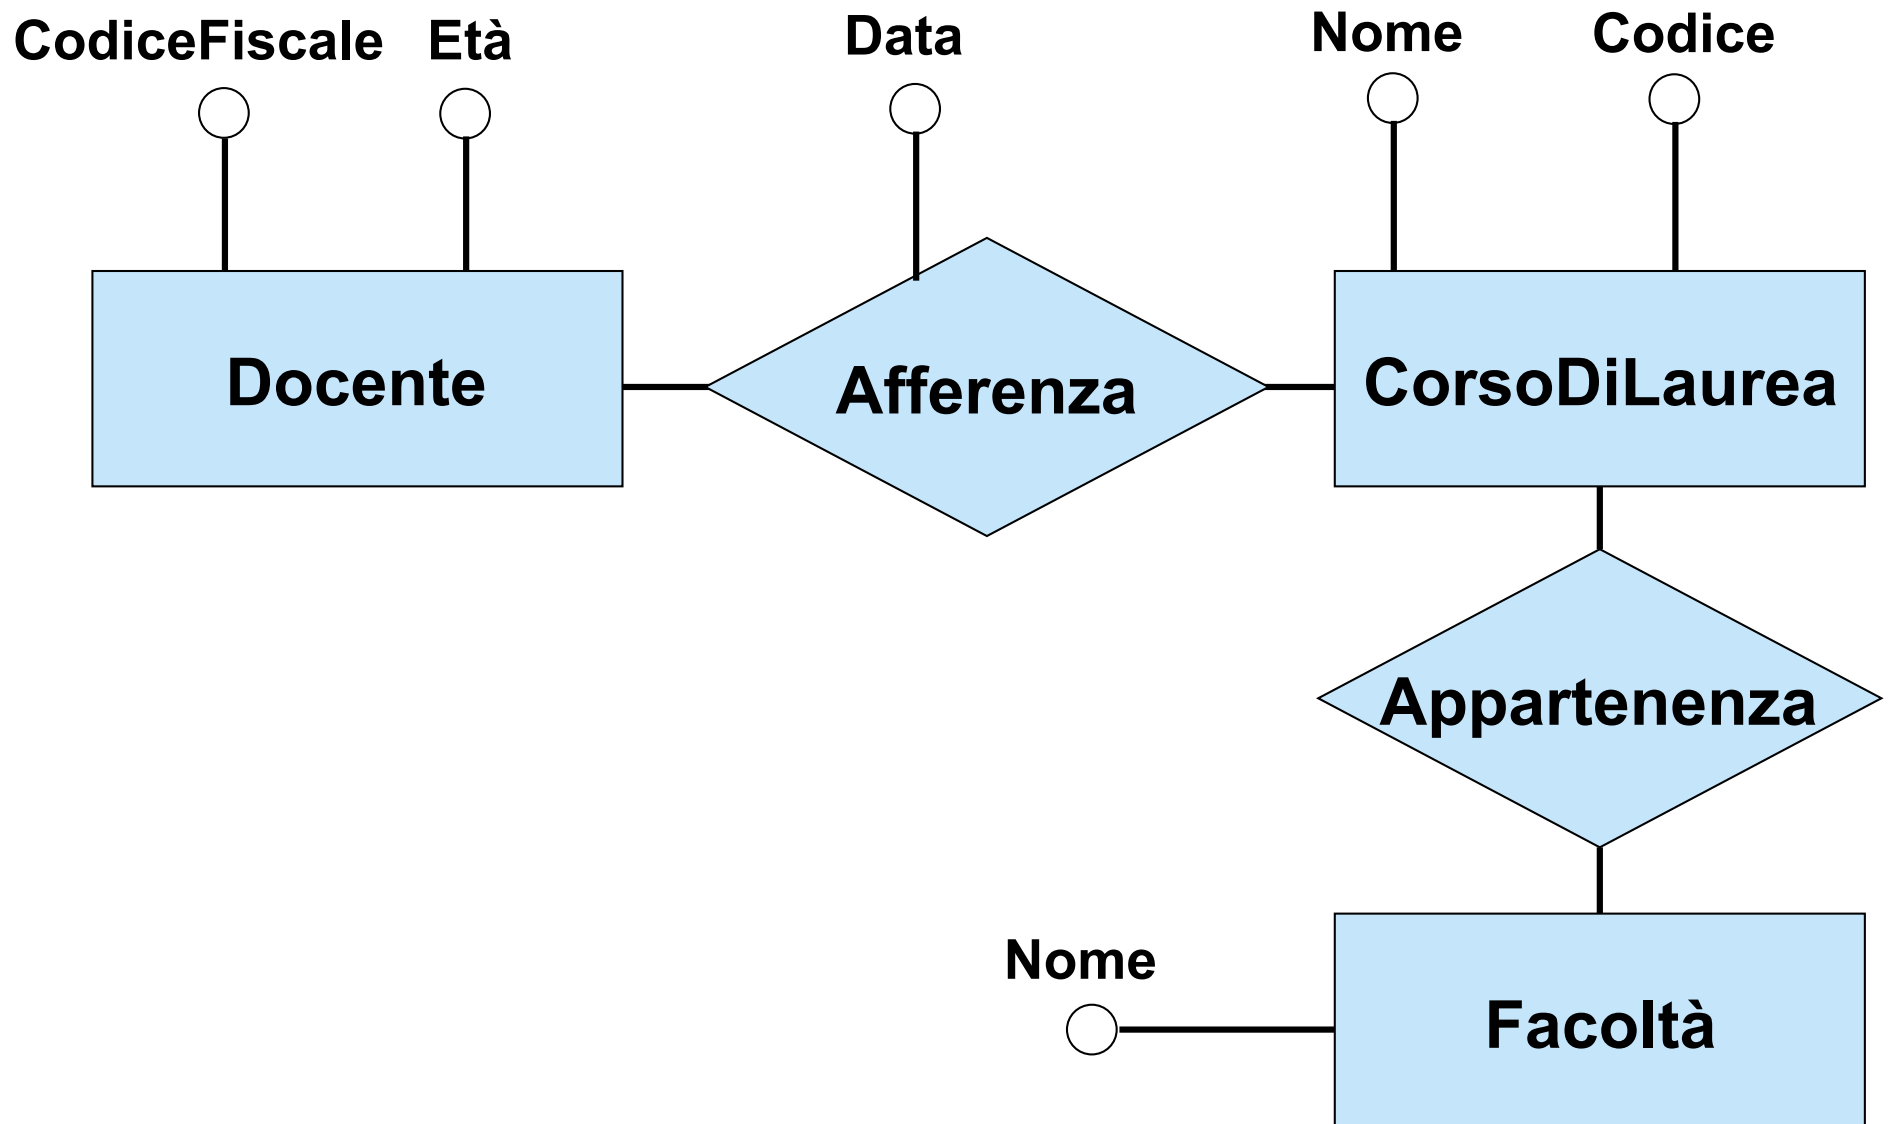 CodiceFiscale Età Data Nome Codice
Docente Afferenza CorsoDiLaurea
Appartenenza
Nome
Facoltà